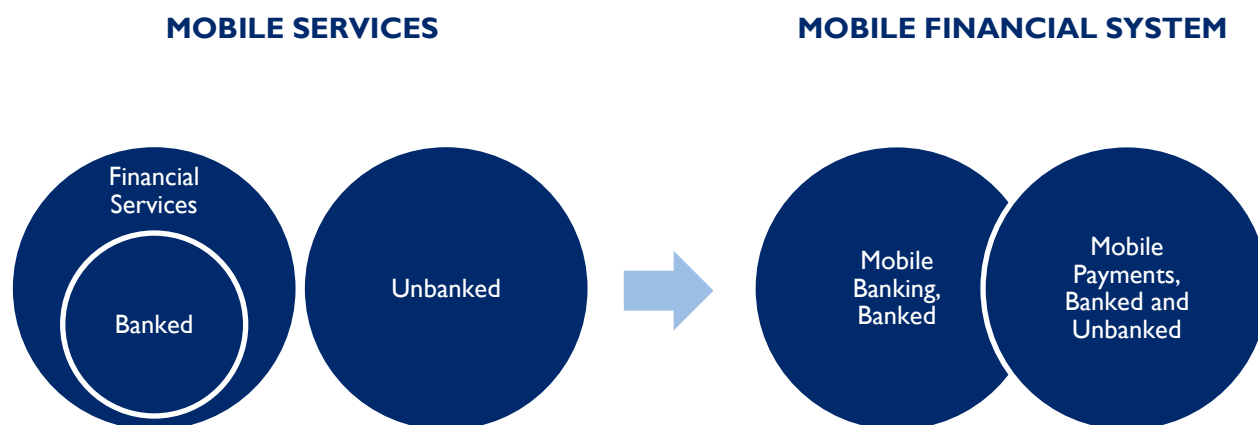 MOBILE SERVICES
MOBILE FINANCIAL SYSTEM
Financial
Services
Banked
Unbanked
Mobile
Banking,
Banked
Mobile
Payments,
Banked and
Unbanked